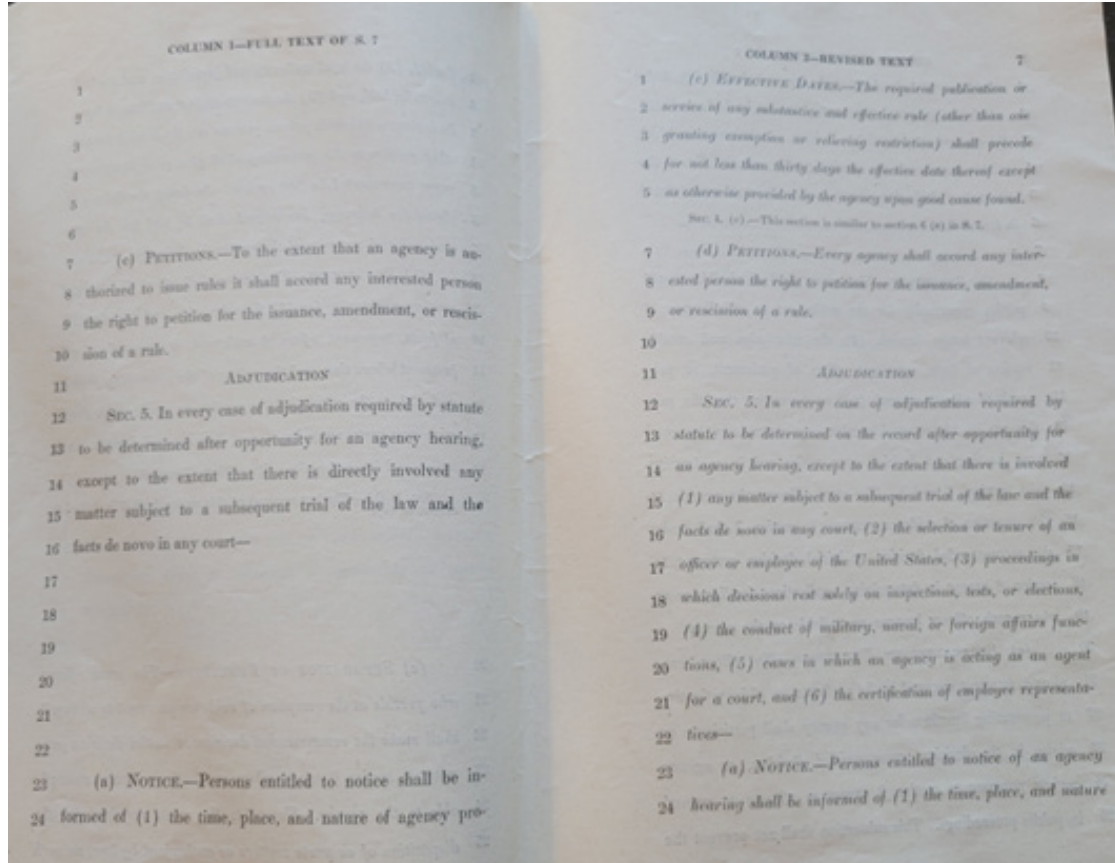 COLUMN 1—FULL TEXT OF S. 7
1
2
3
4
5
6
7 (c) PETITIONS.—To the extent that an agency is au-
8 thorized to issue rules it shall accord any interested person
9 the right to petition for the issuance, amendment, or rescis-
10 sion of a rule.
11 ADJUDICATION
12 SEC. 5. In every case of adjudication required by statute
13 to be determined after opportunity for an agency hearing,
14 except to the extent that there is directly involved any
15 matter subject to a subsequent trial of the law and the
16 facts de novo in any court—
17
18
19
20
21
22
23 (a) NOTICE.—Persons entitled to notice shall be in-
24 formed of (1) the time, place, and nature of agency pro-
COLUMN 2—REVISED TEXT 7
1 (c) EFFECTIVE DATES.—The required publication or
2 service of any substantive and effective rule (other than one
3 granting exemption or relieving restriction) shall precede
4 for not less than thirty days the effective date thereof except
5 as otherwise provided by the agency upon good cause found.
SEC. 4. (c).—This section is similar to section 4 (a) in S. 7.
7 (d) PETITIONS.—Every agency shall accord any inter-
8 ested person the right to petition for the issuance, amendment,
9 or rescission of a rule.
10
11 ADJUDICATION
12 SEC. 5. In every case of adjudication required by
13 statute to be determined on the record after opportunity for
14 an agency hearing, except to the extent that there is involved
15 (1) any matter subject to a subsequent trial of the law and the
16 facts de novo in any court, (2) the selection or tenure of an
17 officer or employee of the United States, (3) proceedings in
18 which decisions rest solely on inspections, tests, or elections,
19 (4) the conduct of military, naval, or foreign affairs func-
20 tions, (5) cases in which an agency is acting as an agent
21 for a court, and (6) the certification of employee representa-
22 tives—
23 (a) NOTICE.—Persons entitled to notice of an agency
24 hearing shall be informed of (1) the time, place, and nature